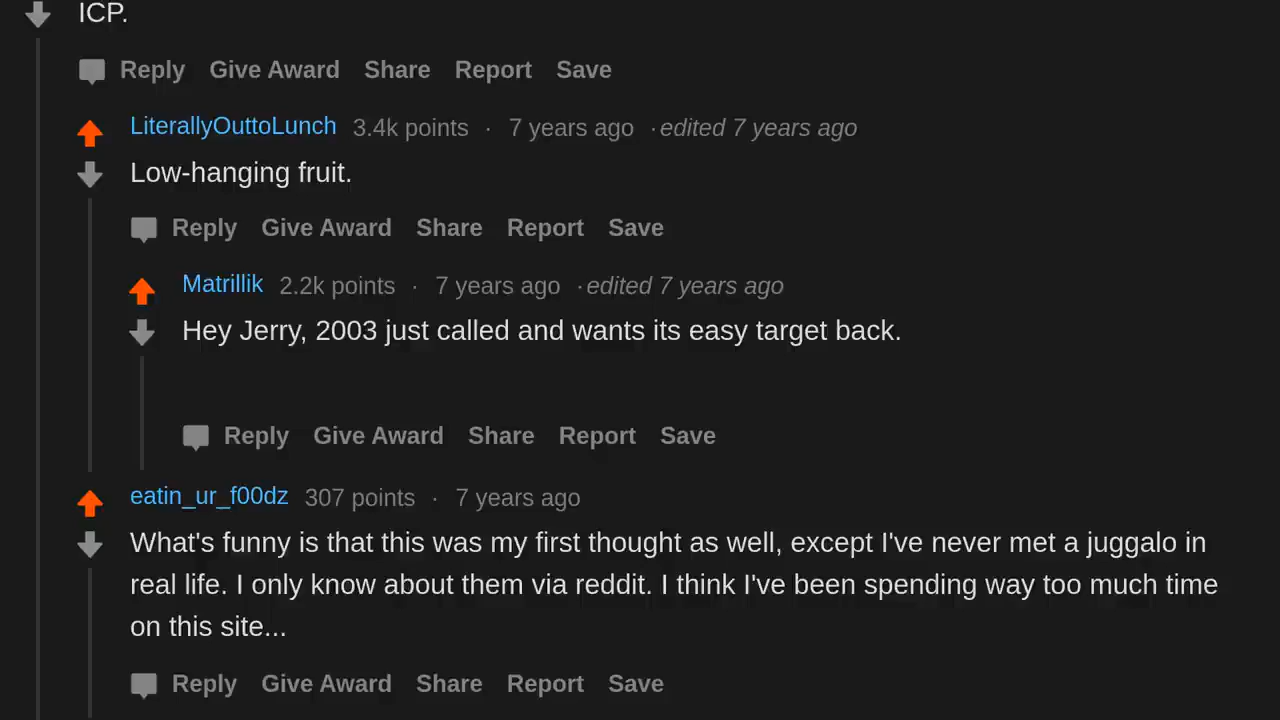 ICP.
Reply Give Award Share Report Save
LiterallyOuttoLunch 3.4k points · 7 years ago · edited 7 years ago
Low-hanging fruit.
Reply Give Award Share Report Save
Matrillik 2.2k points · 7 years ago · edited 7 years ago
Hey Jerry, 2003 just called and wants its easy target back.
Reply Give Award Share Report Save
eatin_ur_f00dz 307 points · 7 years ago
What's funny is that this was my first thought as well, except I've never met a juggalo in
real life. I only know about them via reddit. I think I've been spending way too much time
on this site...
Reply Give Award Share Report Save